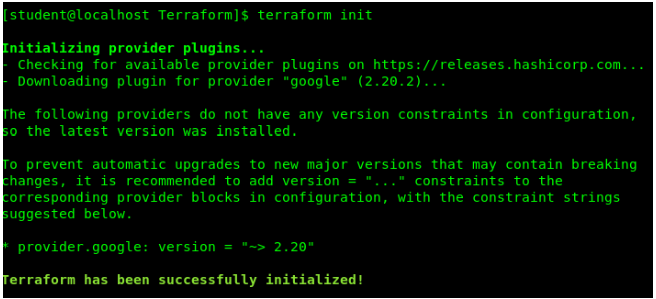 [student@localhost Terraform]$ terraform init
Initializing provider plugins...
- Checking for available provider plugins on https://releases.hashicorp.com...
- Downloading plugin for provider "google" (2.20.2)...
The following providers do not have any version constraints in configuration,
so the latest version was installed.
To prevent automatic upgrades to new major versions that may contain breaking
changes, it is recommended to add version = "..." constraints to the
corresponding provider blocks in configuration, with the constraint strings
suggested below.
* provider.google: version = "~> 2.20"
Terraform has been successfully initialized!